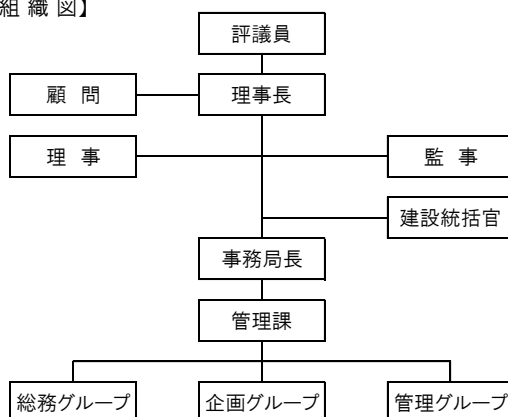 組 織 図】
評議員
顧 問
理事長
理 事
監 事
建設統括官
事務局長
管理課
総務グループ
企画グループ
管理グループ